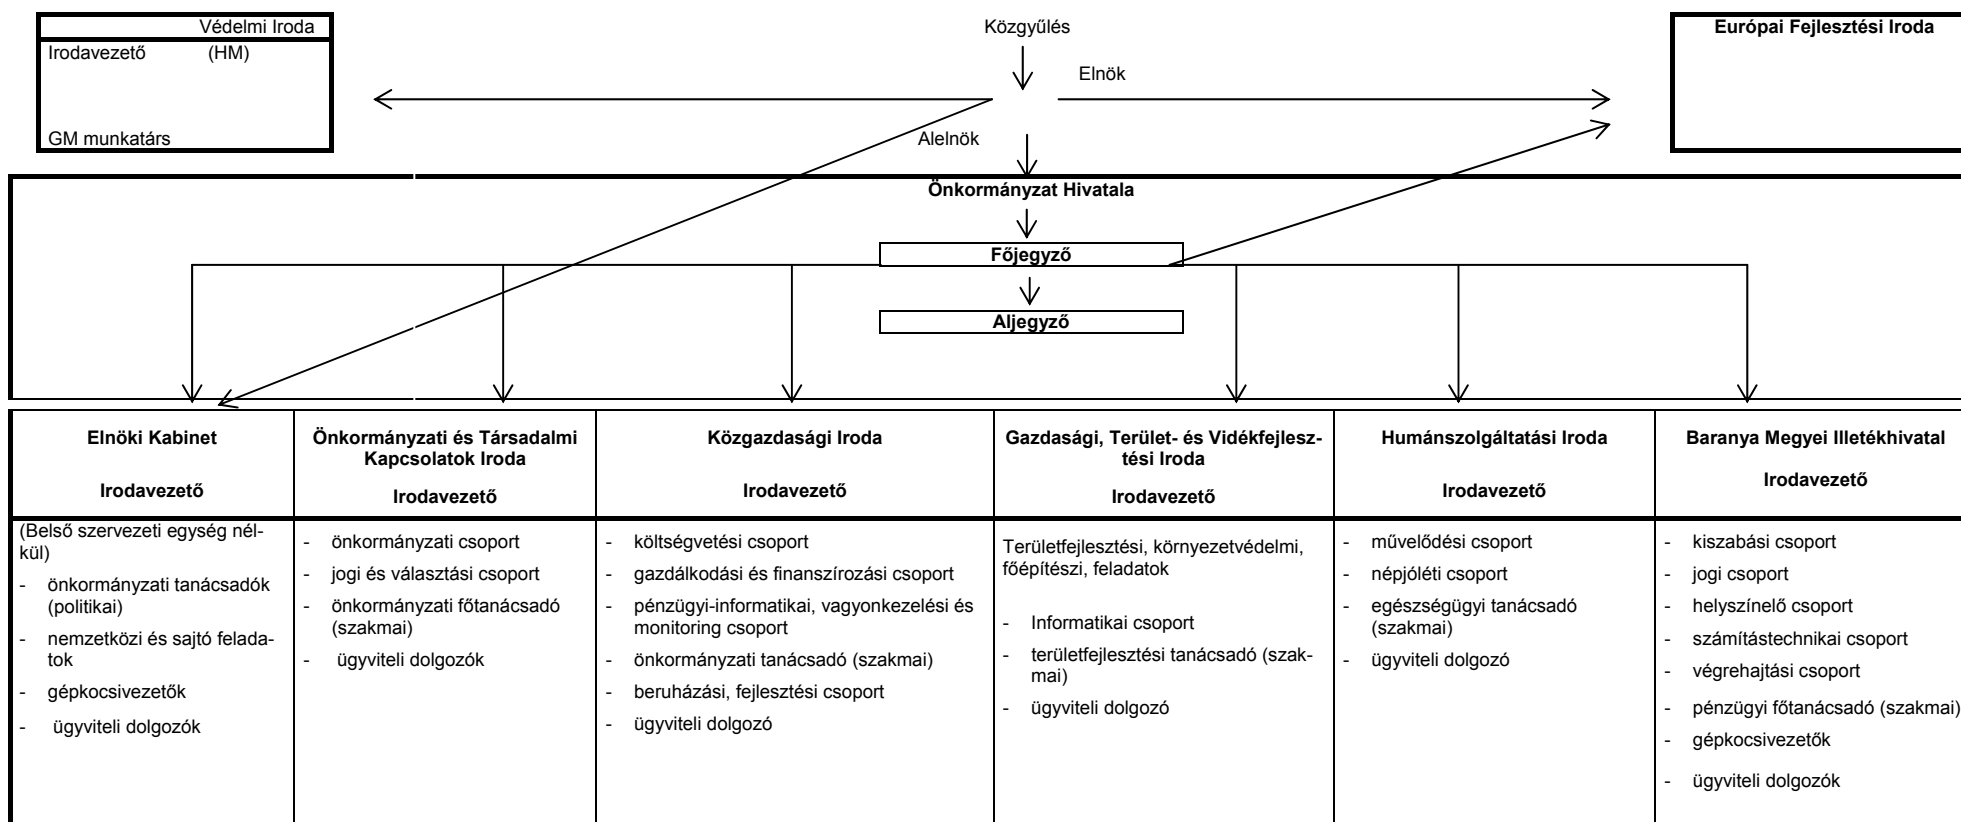 Védelmi Iroda
Irodavezető (HM)
GM munkatárs
Közgyűlés
Elnök
Alelnök
Európai Fejlesztési Iroda
Önkormányzat Hivatala
Főjegyző
Aljegyző
Elnöki Kabinet
Irodavezető
(Belső szervezeti egység nél-
kül)
- önkormányzati tanácsadók
(politikai)
- nemzetközi és sajtó felada-
tok
- gépkocsivezetők
- ügyviteli dolgozók
Önkormányzati és Társadalmi
Kapcsolatok Iroda
Irodavezető
- önkormányzati csoport
- jogi és választási csoport
- önkormányzati főtanácsadó
(szakmai)
- ügyviteli dolgozók
Közgazdasági Iroda
Irodavezető
- költségvetési csoport
- gazdálkodási és finanszírozási csoport
- pénzügyi-informatikai, vagyonkezelési és
monitoring csoport
- önkormányzati tanácsadó (szakmai)
- beruházási, fejlesztési csoport
- ügyviteli dolgozó
Gazdasági, Terület- és Vidékfejlesz-
tési Iroda
Irodavezető
Területfejlesztési, környezetvédelmi,
főépítészi, feladatok
- Informatikai csoport
- területfejlesztési tanácsadó (szak-
mai)
- ügyviteli dolgozó
Humánszolgáltatási Iroda
Irodavezető
- művelődési csoport
- népjóléti csoport
- egészségügyi tanácsadó
(szakmai)
- ügyviteli dolgozó
Baranya Megyei Illetékhivatal
Irodavezető
- kiszabási csoport
- jogi csoport
- helyszínelő csoport
- számítástechnikai csoport
- végrehajtási csoport
- pénzügyi főtanácsadó (szakmai)
- gépkocsivezetők
- ügyviteli dolgozók